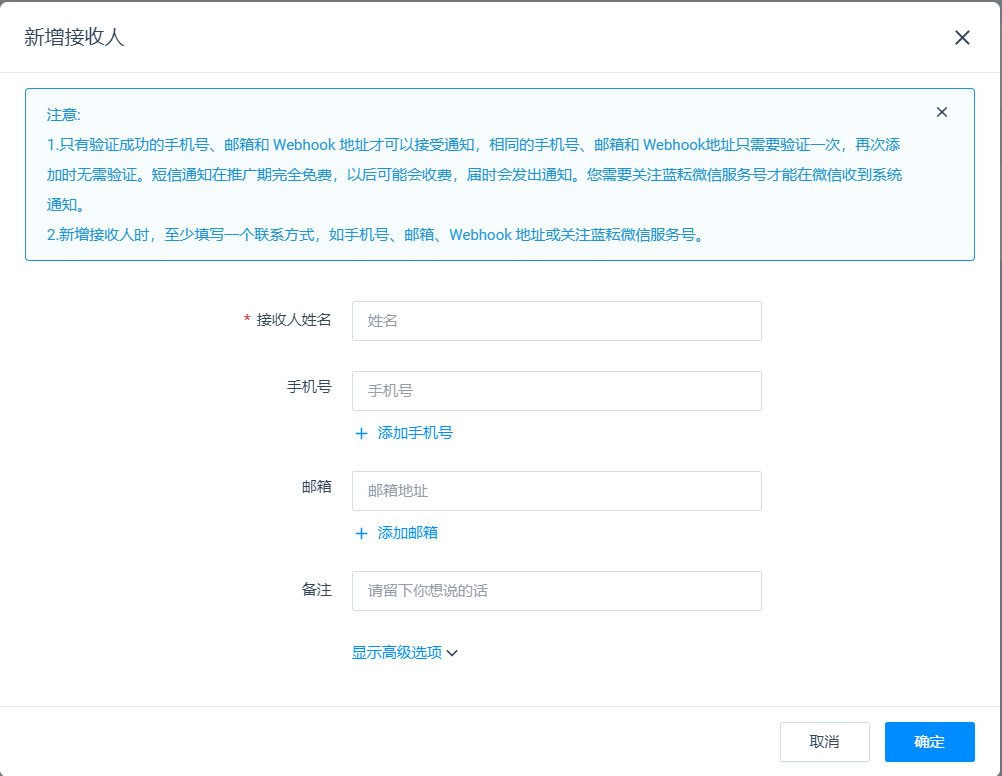 新增接收人
注意:
1.只有验证成功的手机号、邮箱和 Webhook 地址才可以接受通知，相同的手机号、邮箱和 Webhook地址只需要验证一次，再次添
加时无需验证。短信通知在推广期完全免费，以后可能会收费，届时会发出通知。您需要关注蓝耘微信服务号才能在微信收到系统
通知。
2.新增接收人时，至少填写一个联系方式，如手机号、邮箱、Webhook 地址或关注蓝耘微信服务号。
* 接收人姓名 姓名
手机号 手机号
+ 添加手机号
邮箱 邮箱地址
+ 添加邮箱
备注 请留下你想说的话
显示高级选项
取消 确定